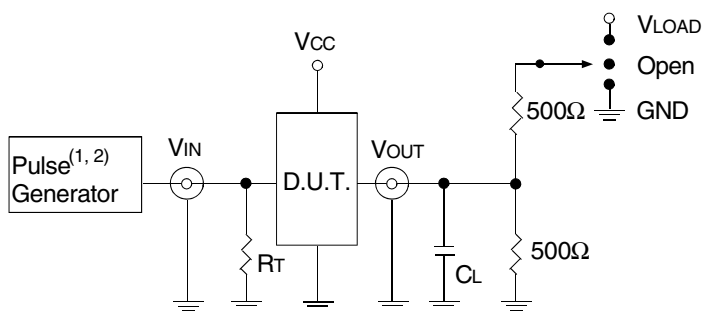 VLOAD
VCC
Open
500Ω
GND
VIN
VOUT
Pulse(1, 2)
Generator
D.U.T.
RT
CL
500Ω